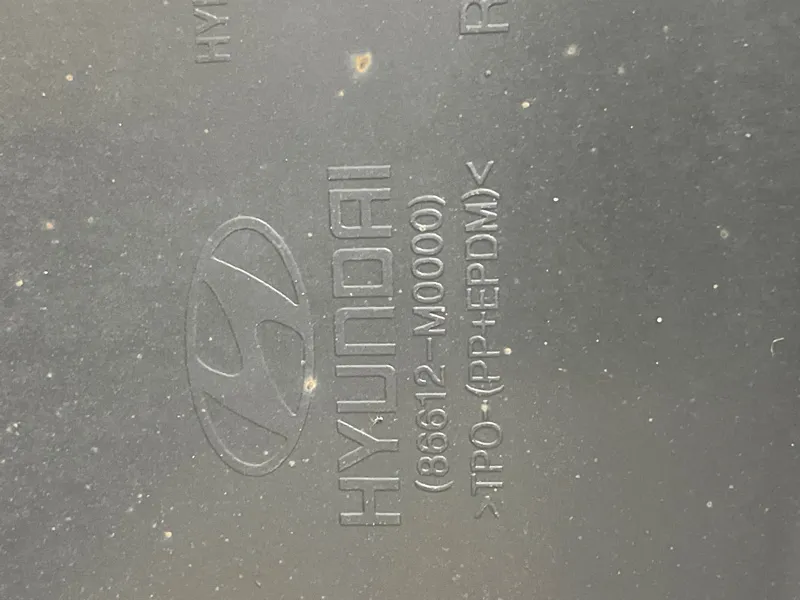 HYUNDAI
(86612-M0000)
>TPO-(PP+EPDM)<